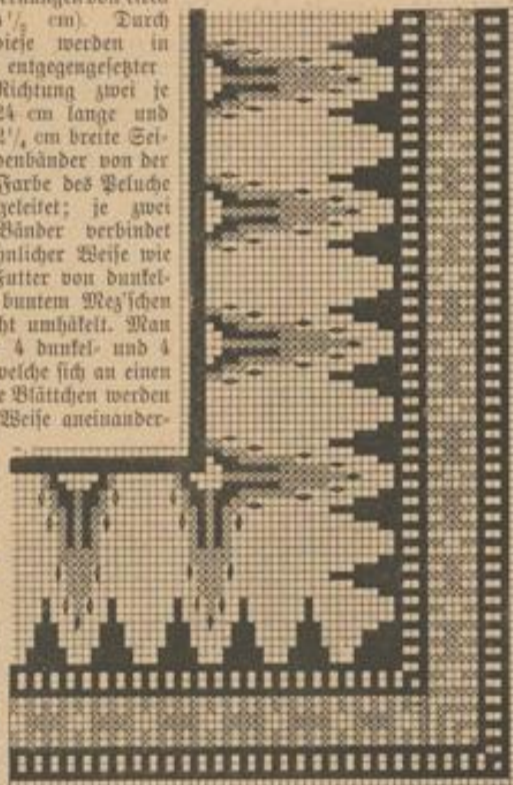 cm). Durch
diese werden in
entgegengesetzter
Richtung zwei je
24 cm lange und
2¹/₄ cm breite Sei-
denbänder von der
Farbe des Peluche
geleitet; je zwei
Bänder verbindet
hnlicher Weise wie
Futter von dunkel-
buntem Mez'schen
ht umhäkelt. Man
4 dunkel- und 4
welche sich an einen
e Blättchen werden
Weise aneinander-